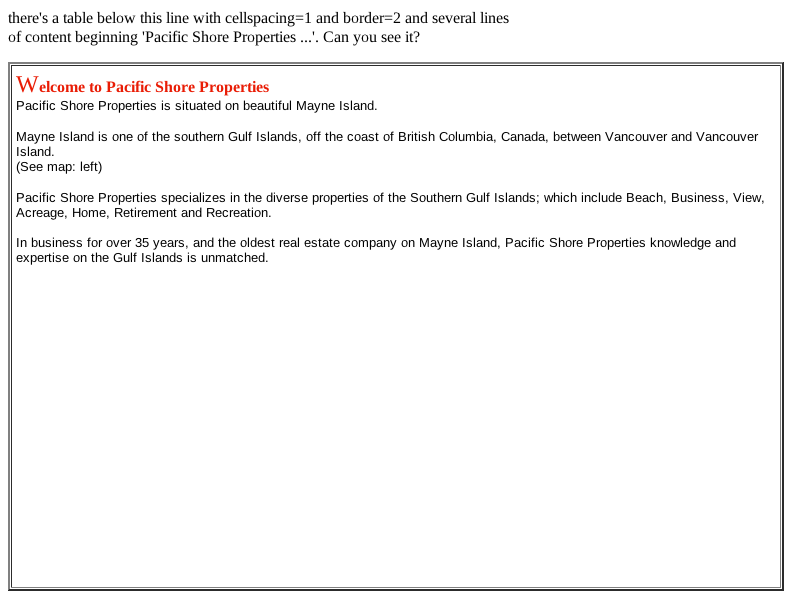 there's a table below this line with cellspacing=1 and border=2 and several lines
of content beginning 'Pacific Shore Properties ...'. Can you see it?
Welcome to Pacific Shore Properties
Pacific Shore Properties is situated on beautiful Mayne Island.
Mayne Island is one of the southern Gulf Islands, off the coast of British Columbia, Canada, between Vancouver and Vancouver
Island.
(See map: left)
Pacific Shore Properties specializes in the diverse properties of the Southern Gulf Islands; which include Beach, Business, View,
Acreage, Home, Retirement and Recreation.
In business for over 35 years, and the oldest real estate company on Mayne Island, Pacific Shore Properties knowledge and
expertise on the Gulf Islands is unmatched.